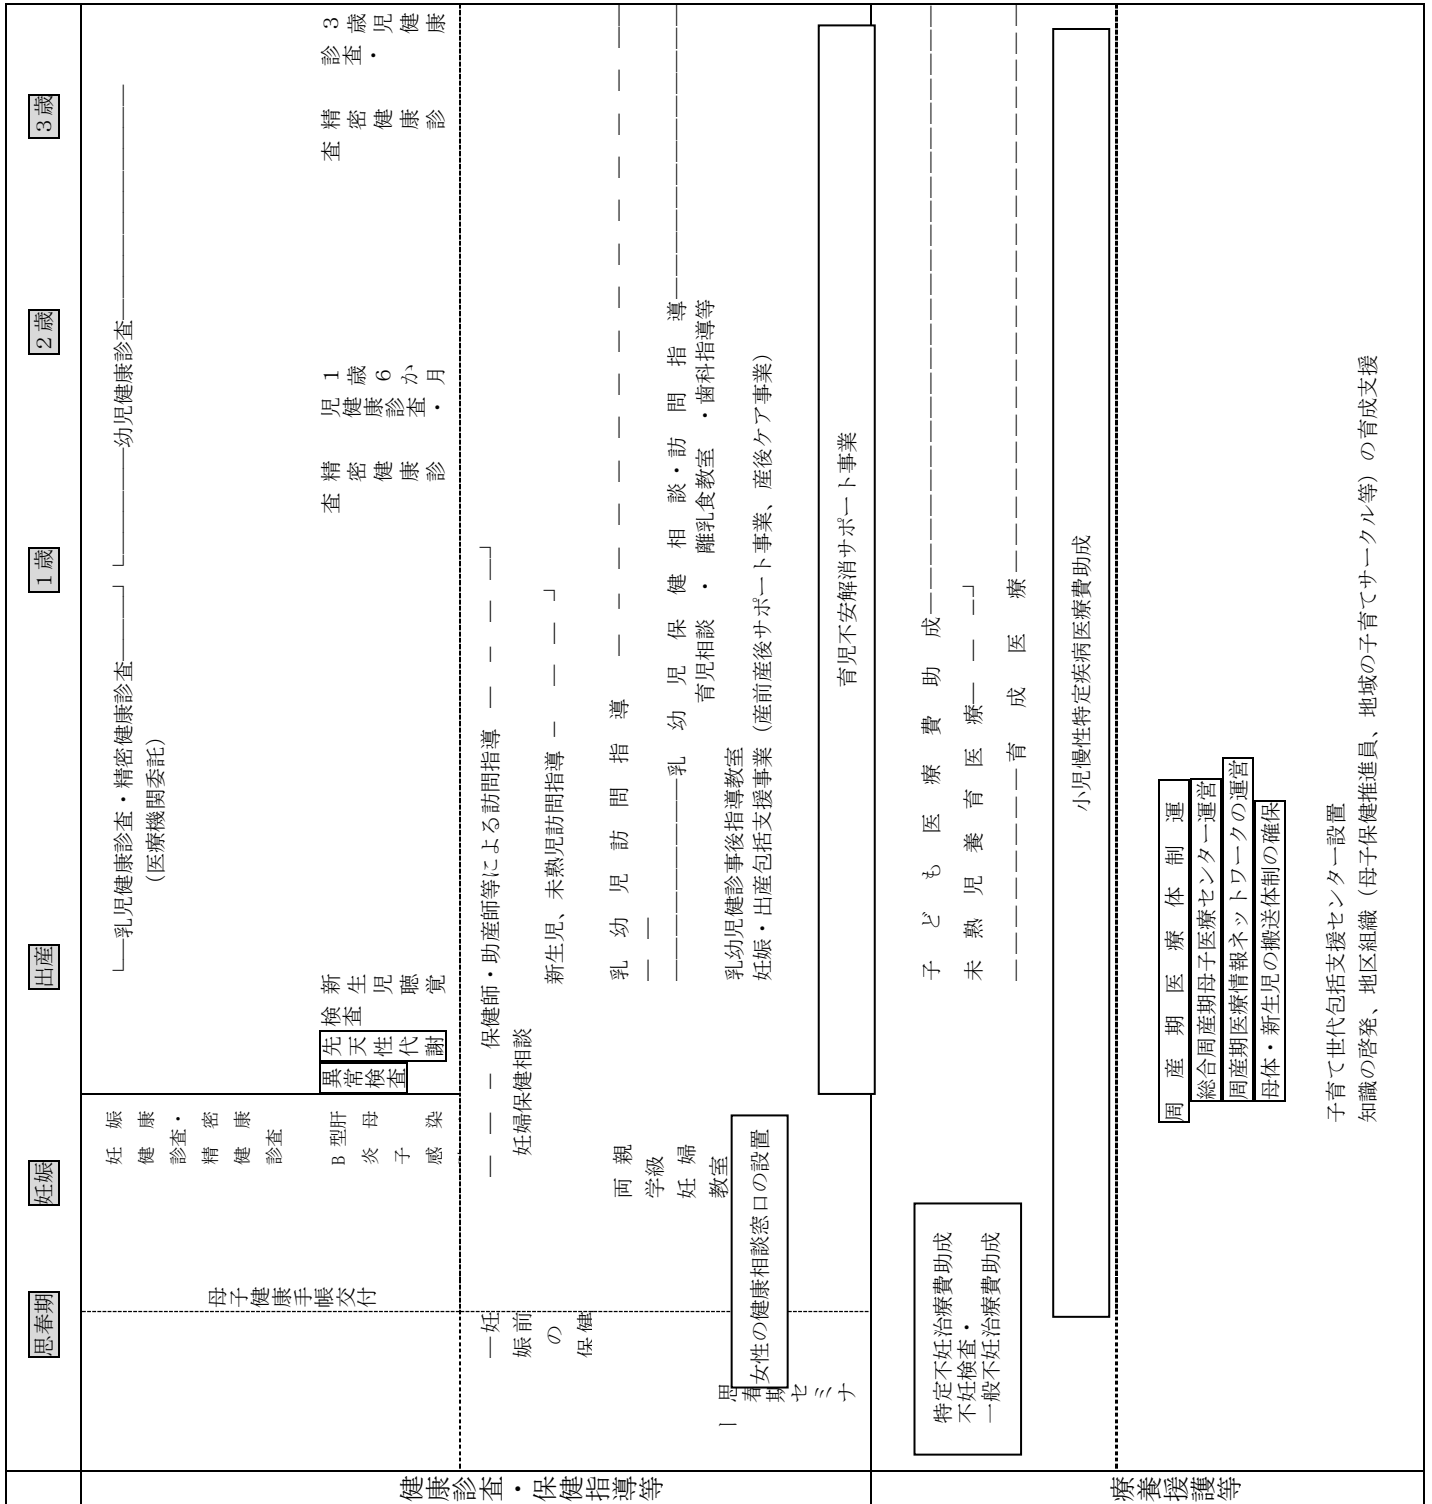 思春期
妊娠
出産
1歳
2歳
3歳
健康診査・保健指導等
母子健康手帳交付
妊娠
健康
診査・
精密
健康
診査
B型肝
炎母
子感
染
└──乳児健康診査・精密健康診査───┘
（医療機関委託）
└────幼児健康診査────────
新生児聴覚
検査
先天性代謝
異常検査
1歳6か月
児健康診査・
精密健康診
査
3歳児健康
診査・
精密健康診
査
―妊
娠前
の
保健
― ― ― 保健師・助産師等による訪問指導 ― ― ― ―┘
妊婦保健相談
新生児、未熟児訪問指導 ― ― ― ┘
両親
学級
妊婦
教室
乳幼児訪問指導 ― ― ― ― ― ― ― ― ― ― ― ― ― ― ―
― ―
――――――乳幼児保健相談・訪問指導―――――――――
育児相談 ・ 離乳食教室 ・歯科指導等
乳幼児健診事後指導教室
妊娠・出産包括支援事業（産前産後サポート事業、産後ケア事業）
思春期セミナ
ー
女性の健康相談窓口の設置
育児不安解消サポート事業
療養援護等
特定不妊治療費助成
不妊検査・
一般不妊治療費助成
子ども医療費助成――――――――――――
未熟児養育医療― ― ―┘
――――――育成医療―――――――――――
小児慢性特定疾病医療費助成
周産期医療体制運
総合周産期母子医療センター運営
周産期医療情報ネットワークの運営
母体・新生児の搬送体制の確保
子育て世代包括支援センター設置
知識の啓発、地区組織（母子保健推進員、地域の子育てサークル等）の育成支援